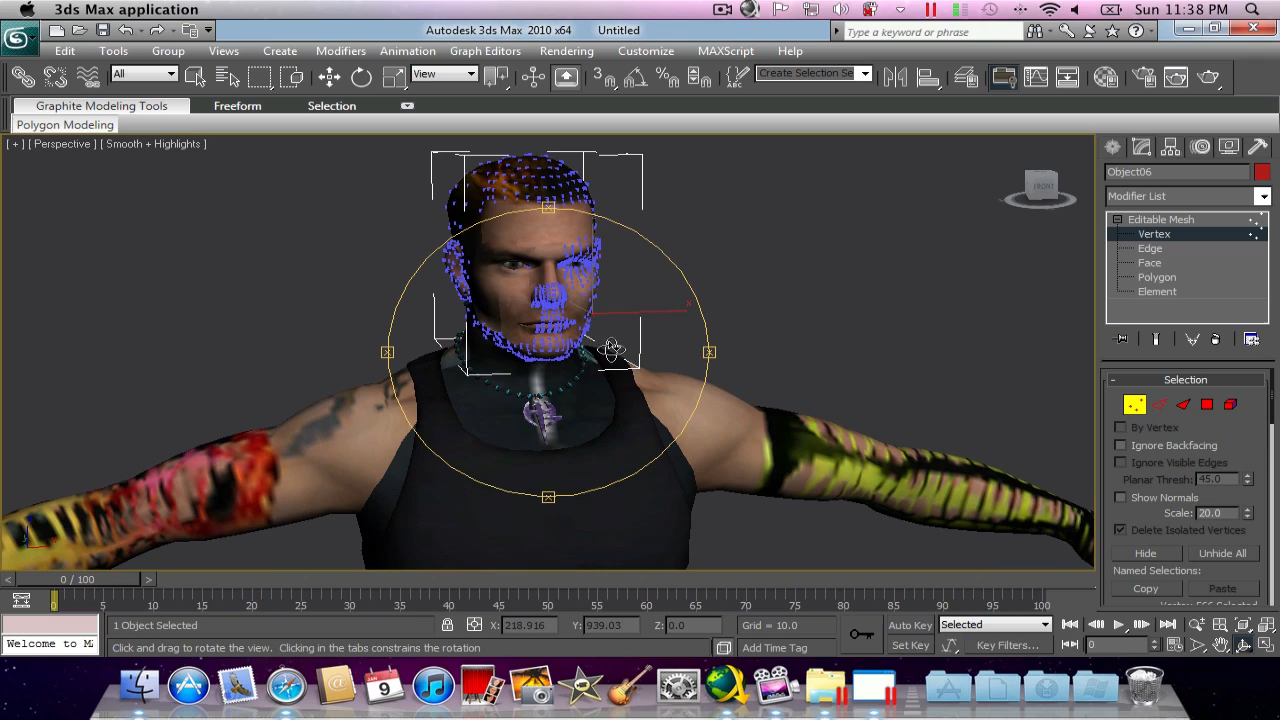 3ds Max application
Sun 11:38 PM
Autodesk 3ds Max 2010 x64
Untitled
Type a keyword or phrase
Edit
Tools
Group
Views
Create
Modifiers
Animation
Graph Editors
Rendering
Customize
MAXScript
Help
All
View
3
%
ABC
Create Selection Se
Graphite Modeling Tools
Freeform
Selection
Polygon Modeling
[ + ] [ Perspective ] [ Smooth + Highlights ]
FRONT
x
Object06
Modifier List
Editable Mesh
Vertex
Edge
Face
Polygon
Element
- Selection
By Vertex
Ignore Backfacing
Ignore Visible Edges
Planar Thresh: 45.0
Show Normals
Scale: 20.0
Delete Isolated Vertices
Hide
Unhide All
Named Selections:
Copy
Paste
< 0 / 100 >
0 5 10 15 20 25 30 35 40 45 50 55 60 65 70 75 80 85 90 95 100
1 Object Selected
X: 218.916
Y: 939.03
Z: 0.0
Grid = 10.0
Auto Key
Selected
Welcome to M
Click and drag to rotate the view. Clicking in the tabs constrains the rotation
Add Time Tag
Set Key
Key Filters...
0
JAN
9